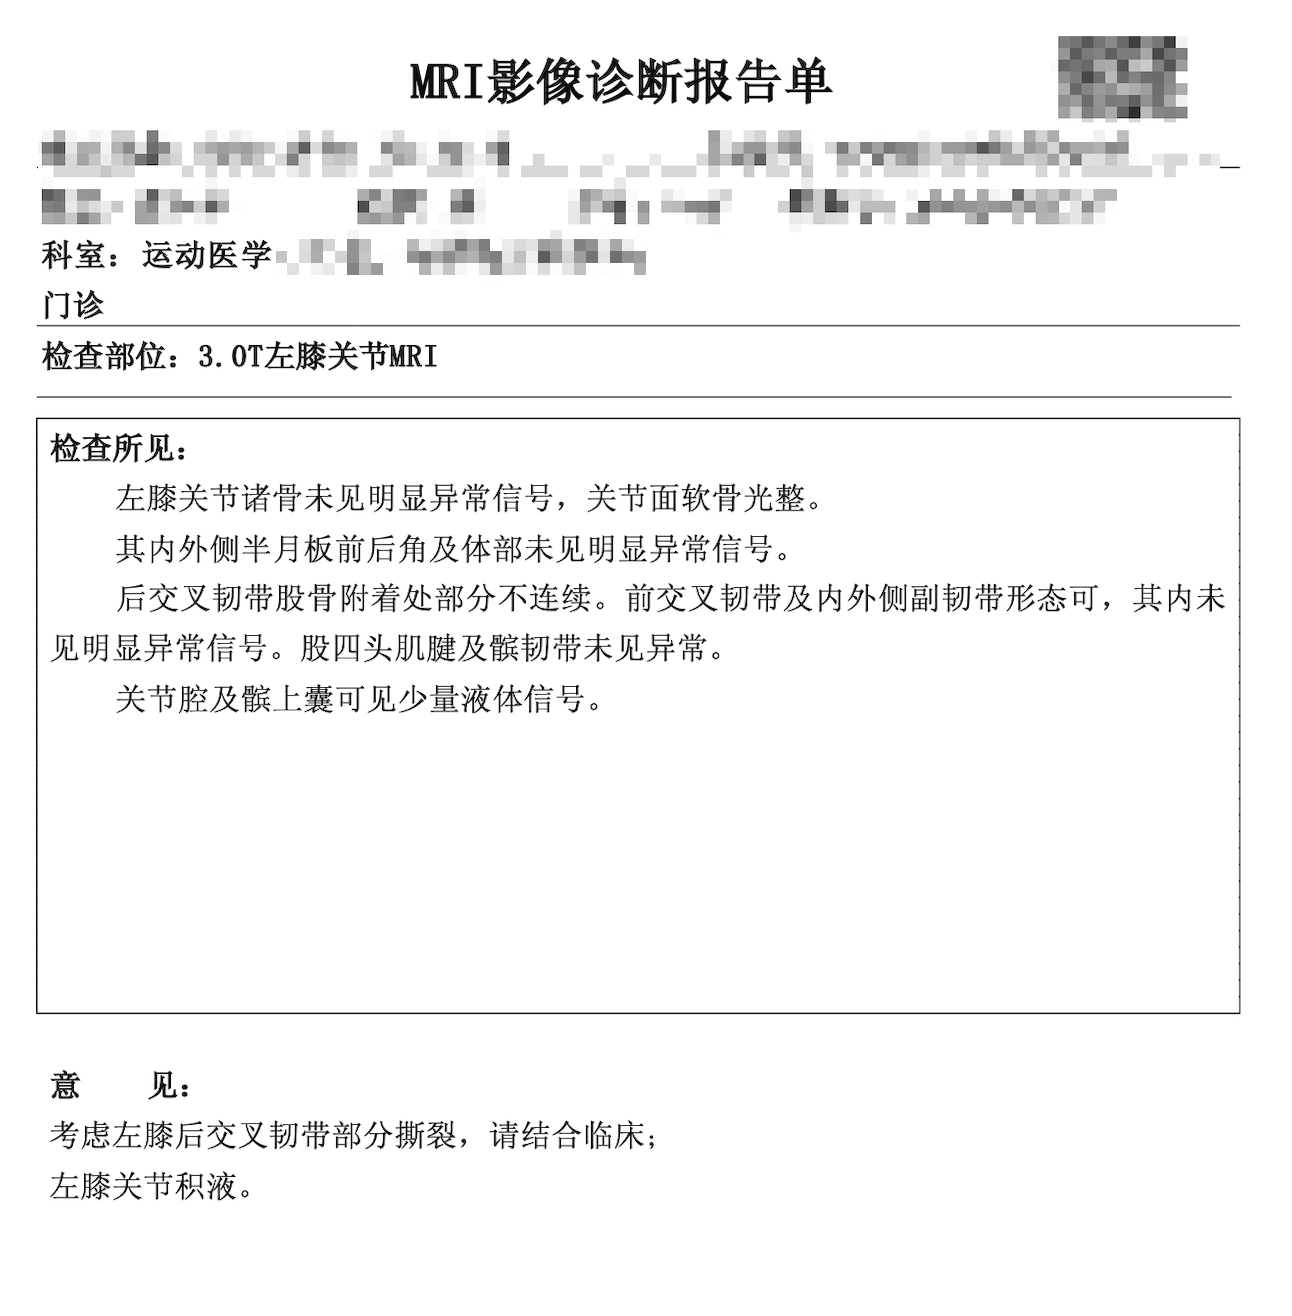 MRI影像诊断报告单
科室：运动医学
门诊
检查部位：3.0T左膝关节MRI
检查所见：
左膝关节诸骨未见明显异常信号，关节面软骨光整。
其内外侧半月板前后角及体部未见明显异常信号。
后交叉韧带股骨附着处部分不连续。前交叉韧带及内外侧副韧带形态可，其内未
见明显异常信号。股四头肌腱及髌韧带未见异常。
关节腔及髌上囊可见少量液体信号。
意 见：
考虑左膝后交叉韧带部分撕裂，请结合临床；
左膝关节积液。